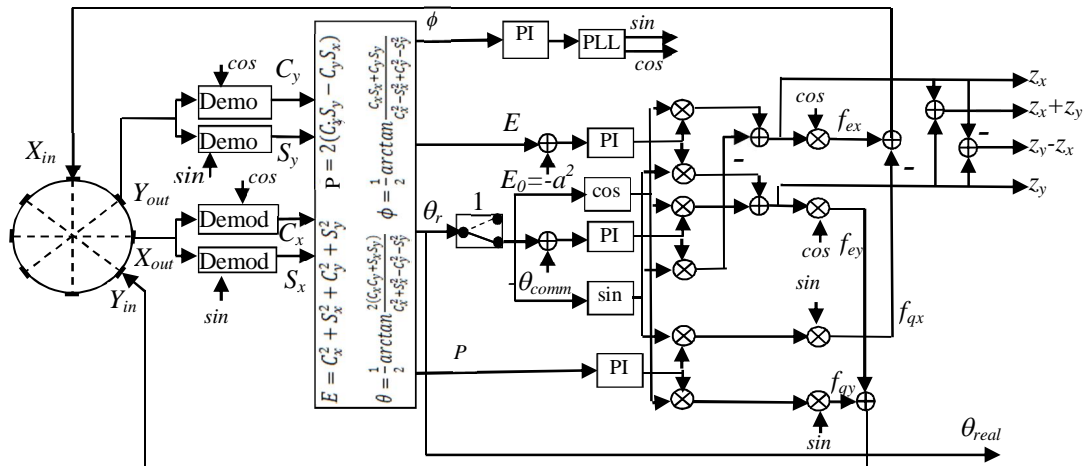 ϕ
PI
PLL
sin
cos
cos
C_y
Demo
Demo
S_y
sin
cos
X_in
Y_out
X_out
Y_in
Demod
C_x
Demod
S_x
sin
P = 2(C_xS_y − C_yS_x)
ϕ = 1/2 arctan (C_xS_x + C_yS_y)/(C_x^2 − S_x^2 + C_y^2 − S_y^2)
E = C_x^2 + S_x^2 + C_y^2 + S_y^2
θ = 1/2 arctan 2(C_xC_y + S_xS_y)/(C_x^2 + S_x^2 − C_y^2 − S_y^2)
E
PI
E_0=-a^2
cos
θ_r
1
PI
-θ_comm
sin
P
PI
-
-
cos
f_ex
-
cos
f_ey
sin
f_qx
f_qy
sin
z_x
z_x+z_y
-
z_y-z_x
z_y
θ_real